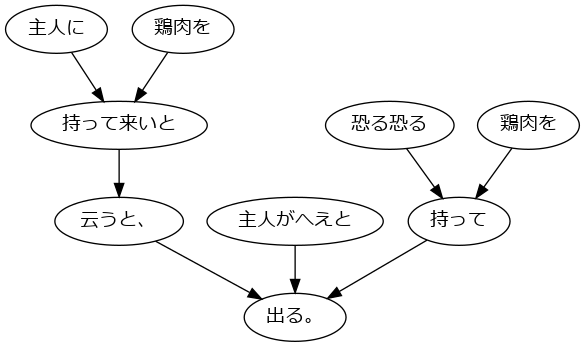 主人に
鶏肉を
持って来いと
恐る恐る
鶏肉を
云うと、
主人がへえと
持って
出る。